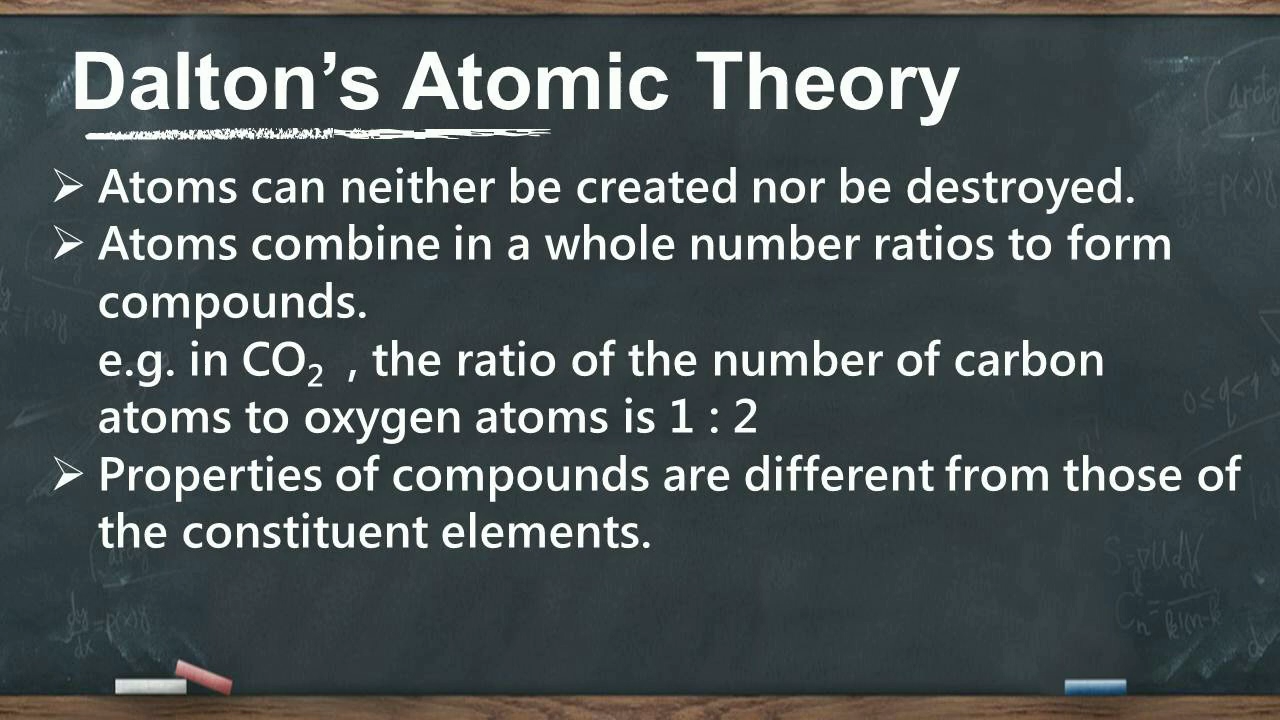 Dalton’s Atomic Theory
➢ Atoms can neither be created nor be destroyed.
➢ Atoms combine in a whole number ratios to form
compounds.
e.g. in CO₂ , the ratio of the number of carbon
atoms to oxygen atoms is 1 : 2
➢ Properties of compounds are different from those of
the constituent elements.